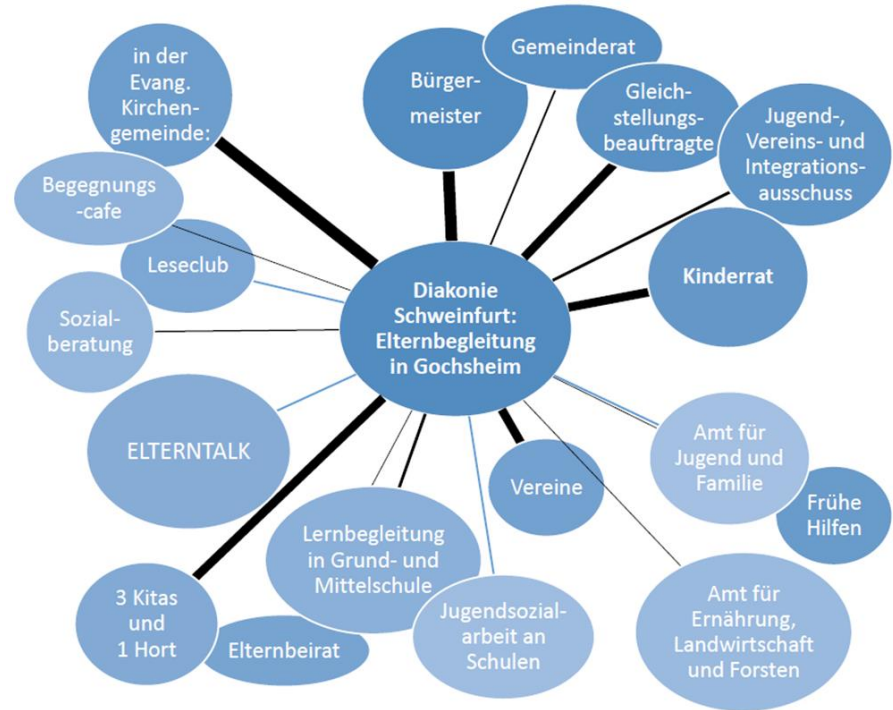 in der
Evang.
Kirchen-
gemeinde:
Bürger-
meister
Gemeinderat
Gleich-
stellungs-
beauftragte
Jugend-,
Vereins- und
Integrations-
ausschuss
Begegnungs
-cafe
Leseclub
Kinderrat
Sozial-
beratung
Diakonie
Schweinfurt:
Elternbegleitung
in Gochsheim
ELTERNTALK
Vereine
Amt für
Jugend und
Familie
Frühe
Hilfen
Lernbegleitung
in Grund- und
Mittelschule
3 Kitas
und
1 Hort
Elternbeirat
Jugendsozial-
arbeit an
Schulen
Amt für
Ernährung,
Landwirtschaft
und Forsten